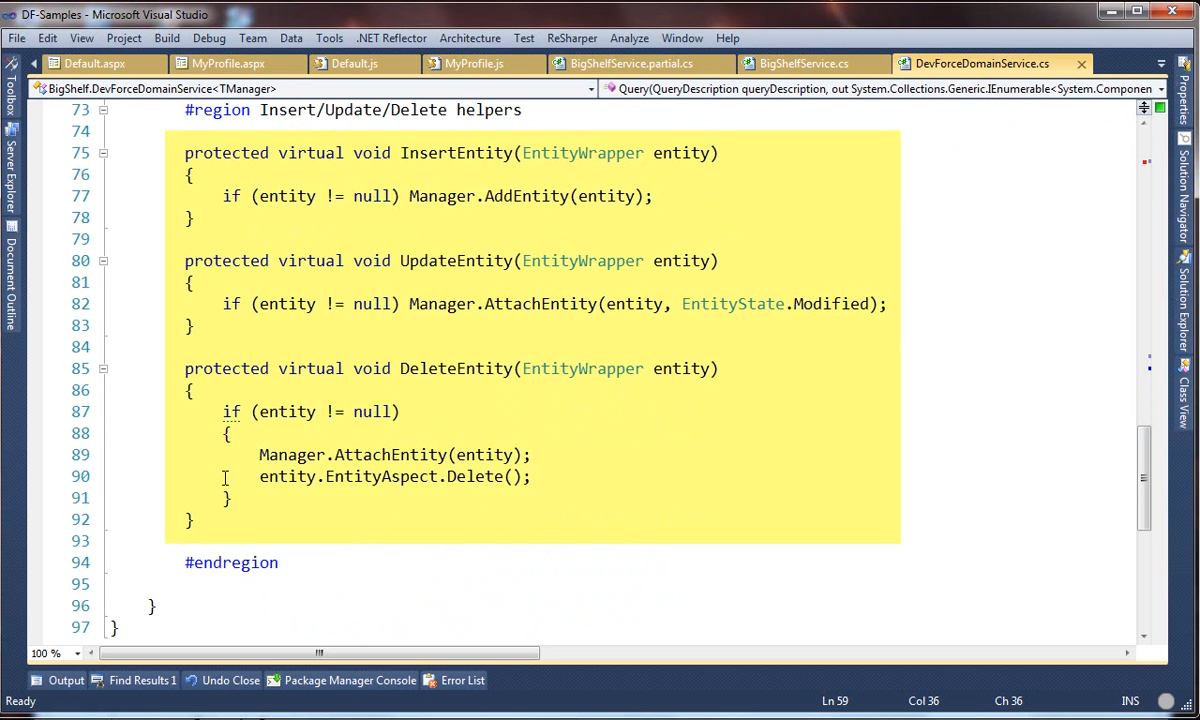 DF-Samples - Microsoft Visual Studio
File Edit View Project Build Debug Team Data Tools .NET Reflector Architecture Test ReSharper Analyze Window Help
Default.aspx MyProfile.aspx Default.js MyProfile.js BigShelfService.partial.cs BigShelfService.cs DevForceDomainService.cs
BigShelf.DevForceDomainService<TManager> Query(QueryDescription queryDescription, out System.Collections.Generic.IEnumerable<System.Componen
Toolbox
Server Explorer
Document Outline
73 #region Insert/Update/Delete helpers
74
75 protected virtual void InsertEntity(EntityWrapper entity)
76 {
77 if (entity != null) Manager.AddEntity(entity);
78 }
79
80 protected virtual void UpdateEntity(EntityWrapper entity)
81 {
82 if (entity != null) Manager.AttachEntity(entity, EntityState.Modified);
83 }
84
85 protected virtual void DeleteEntity(EntityWrapper entity)
86 {
87 if (entity != null)
88 {
89 Manager.AttachEntity(entity);
90 entity.EntityAspect.Delete();
91 }
92 }
93
94 #endregion
95
96 }
97 }
Properties
Solution Navigator
Solution Explorer
Class View
100 %
Output Find Results 1 Undo Close Package Manager Console Error List
Ready Ln 59 Col 36 Ch 36 INS